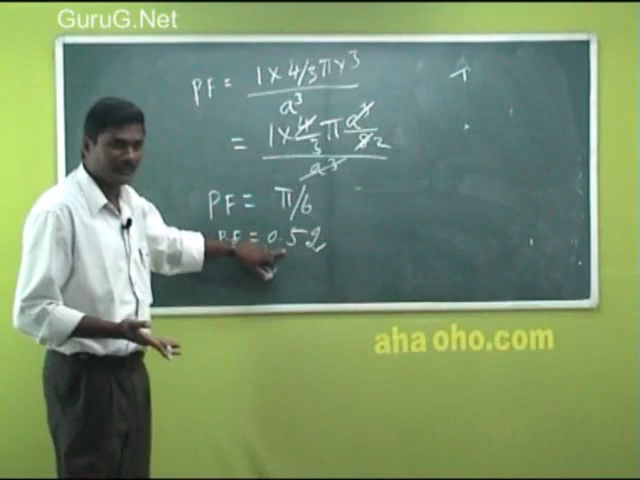 GuruG.Net
PF = 1 x 4/3 π r³
a³
= 1 x 4/3 π a³/82
a³
PF = π/6
PF = 0.52
aha oho.com